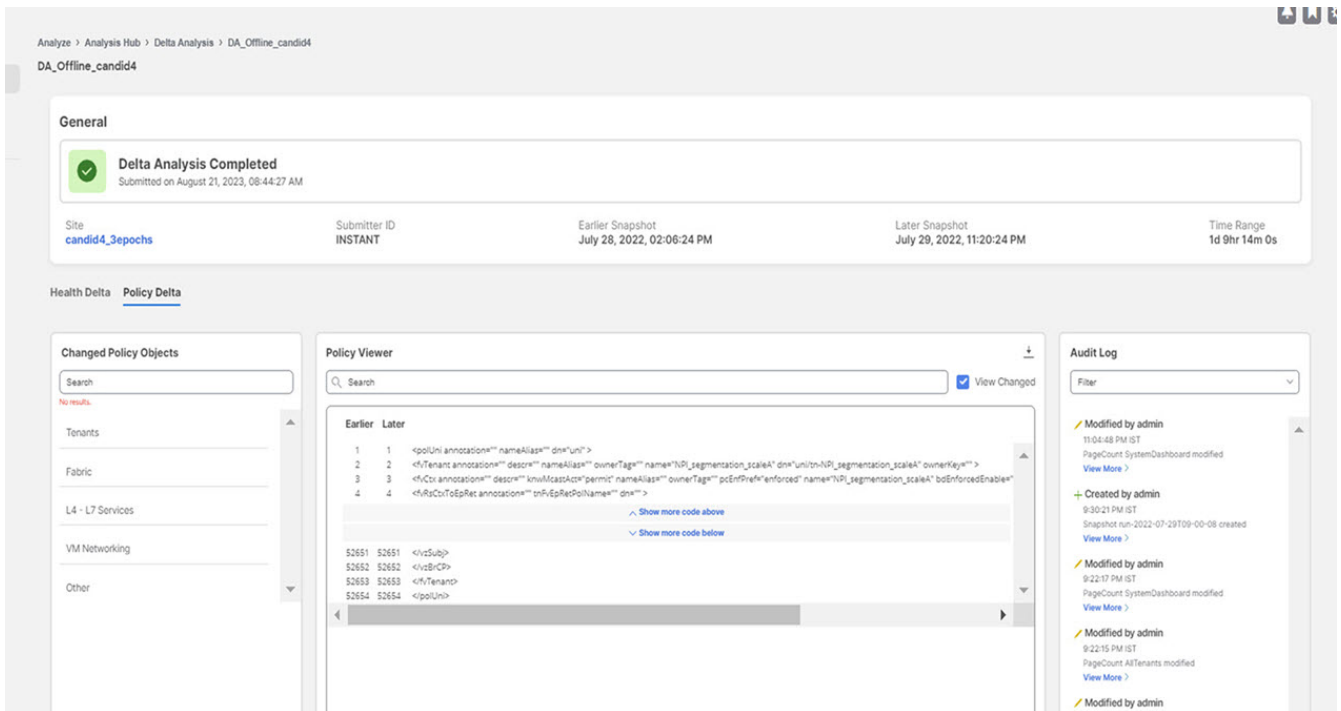 Analyze > Analysis Hub > Delta Analysis > DA_Offline_candid4
DA_Offline_candid4
General
Delta Analysis Completed
Submitted on August 21, 2023, 08:44:27 AM
Site
candid4_3epochs
Submitter ID
INSTANT
Earlier Snapshot
July 28, 2022, 02:06:24 PM
Later Snapshot
July 29, 2022, 11:20:24 PM
Time Range
1d 9hr 14m 0s
Health Delta Policy Delta
Changed Policy Objects
Search
No results.
Tenants
Fabric
L4 - L7 Services
VM Networking
Other
Policy Viewer
Search
View Changed
Earlier Later
1 1 <polUni annotation="" nameAlias="" dn="uni" >
2 2 <fvTenant annotation="" descr="" nameAlias="" ownerTag="" name="NPI_segmentation_scaleA" dn="uni/tn-NPI_segmentation_scaleA" ownerKey="" >
3 3 <fvCtx annotation="" descr="" knwMcastAct="permit" nameAlias="" ownerTag="" pcEnfPref="enforced" name="NPI_segmentation_scaleA" bdEnforcedEnable="
4 4 <fvRsCtxToEpRet annotation="" tnFvEpRetPolName="" dn="" >
Show more code above
Show more code below
52651 52651 </vzSubj>
52652 52652 </vzBrCP>
52653 52653 </fvTenant>
52654 52654 </polUni>
Audit Log
Filter
Modified by admin
11:04:48 PM IST
PageCount SystemDashboard modified
View More >
Created by admin
9:30:21 PM IST
Snapshot run-2022-07-29T09-00-08 created
View More >
Modified by admin
9:22:17 PM IST
PageCount SystemDashboard modified
View More >
Modified by admin
9:22:15 PM IST
PageCount AllTenants modified
View More >
Modified by admin